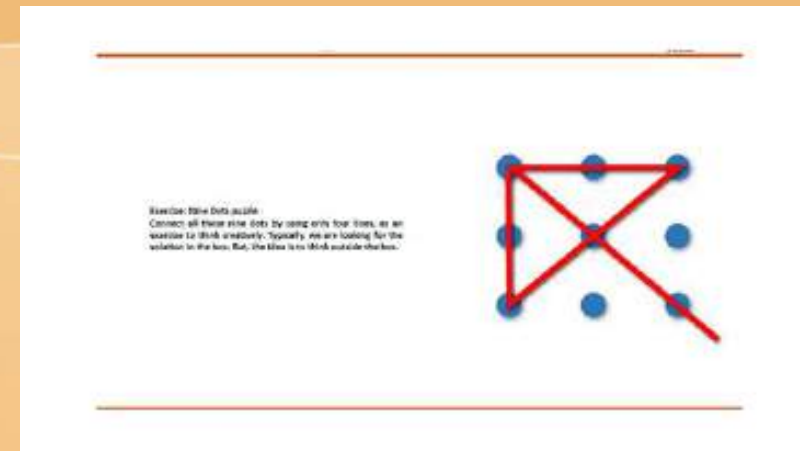 Exercise: Nine Dots puzzle
Connect all these nine dots by using only four lines, as an
exercise to think creatively. Typically, we are looking for the
solution in the box. But, the idea is to think outside the box.